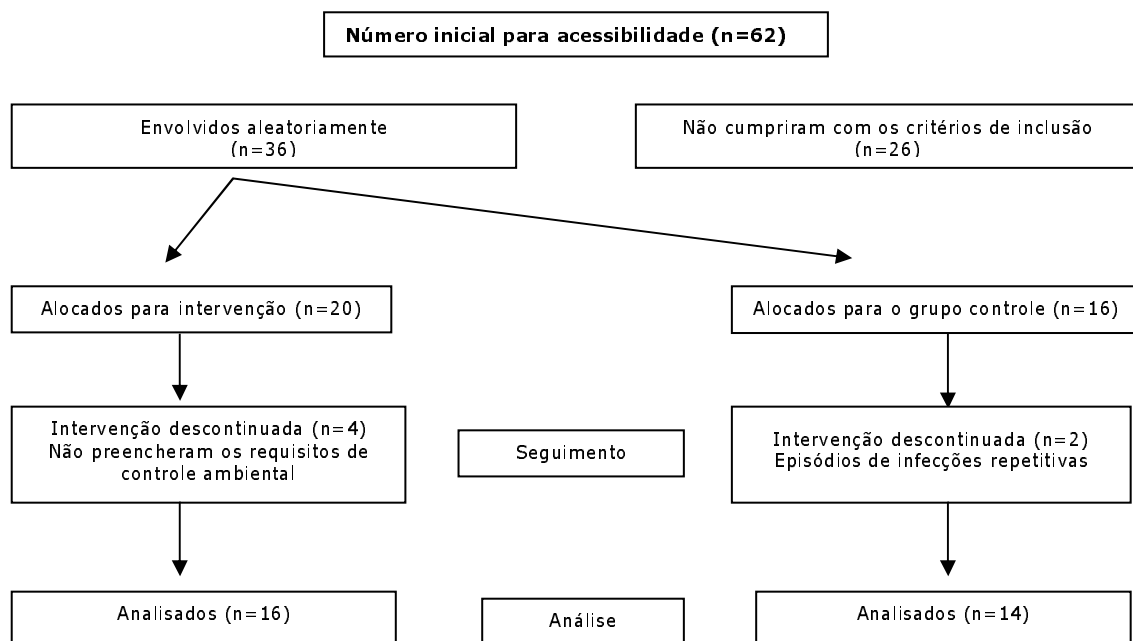 Número inicial para acessibilidade (n=62)
Envolvidos aleatoriamente
(n=36)
Não cumpriram com os critérios de inclusão
(n=26)
Alocados para intervenção (n=20)
Alocados para o grupo controle (n=16)
Intervenção descontinuada (n=4)
Não preencheram os requisitos de
controle ambiental
Seguimento
Intervenção descontinuada (n=2)
Episódios de infecções repetitivas
Analisados (n=16)
Análise
Analisados (n=14)